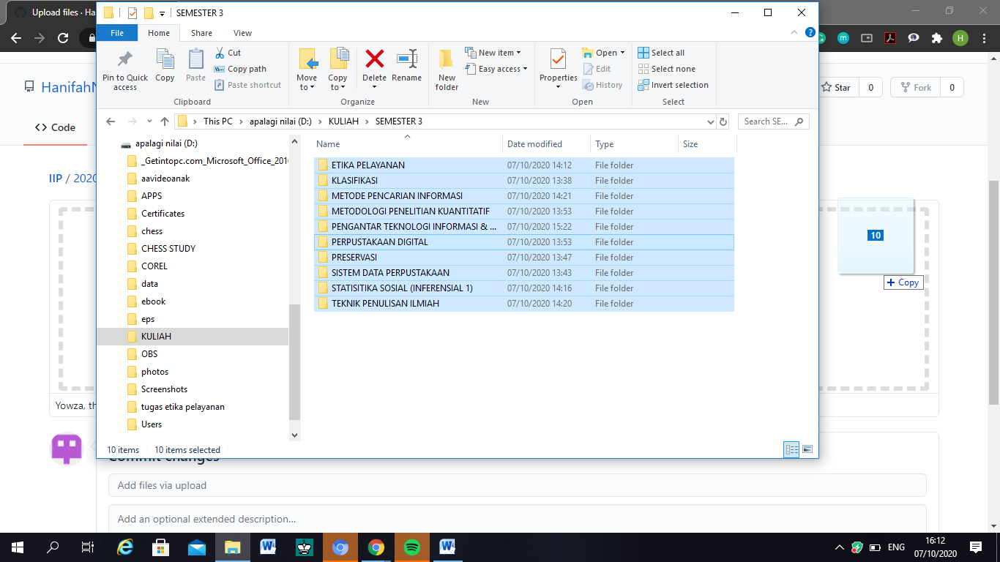 Upload files · Ha
SEMESTER 3
File Home Share View
Pin to Quick access
Copy
Paste
Cut
Copy path
Paste shortcut
Clipboard
Move to
Copy to
Delete
Rename
Organize
New folder
New item
Easy access
New
Properties
Open
Edit
History
Open
Select all
Select none
Invert selection
Select
HanifahN
Star 0
Fork 0
This PC > apalagi nilai (D:) > KULIAH > SEMESTER 3
Search SE...
Code
IIP / 2020
apalagi nilai (D:)
_Getintopc.com_Microsoft_Office_201
aavideoanak
APPS
Certificates
chess
CHESS STUDY
COREL
data
ebook
eps
KULIAH
OBS
photos
Screenshots
tugas etika pelayanan
Users
Name Date modified Type Size
ETIKA PELAYANAN 07/10/2020 14:12 File folder
KLASIFIKASI 07/10/2020 13:38 File folder
METODE PENCARIAN INFORMASI 07/10/2020 14:21 File folder
METODOLOGI PENELITIAN KUANTITATIF 07/10/2020 13:53 File folder
PENGANTAR TEKNOLOGI INFORMASI & ... 07/10/2020 15:22 File folder
PERPUSTAKAAN DIGITAL 07/10/2020 13:53 File folder
PRESERVASI 07/10/2020 13:47 File folder
SISTEM DATA PERPUSTAKAAN 07/10/2020 13:43 File folder
STATISITIKA SOSIAL (INFERENSIAL 1) 07/10/2020 14:16 File folder
TEKNIK PENULISAN ILMIAH 07/10/2020 14:20 File folder
10
+ Copy
Yowza, th
10 items 10 items selected
Commit changes
Add files via upload
Add an optional extended description...
ENG
16:12
07/10/2020